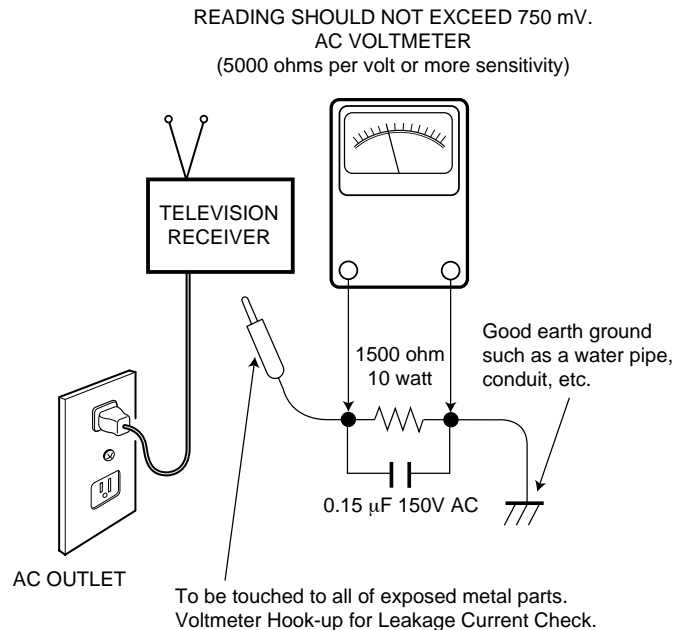 READING SHOULD NOT EXCEED 750 mV.
AC VOLTMETER
(5000 ohms per volt or more sensitivity)
TELEVISION
RECEIVER
Good earth ground
such as a water pipe,
conduit, etc.
1500 ohm
10 watt
0.15 μF 150V AC
AC OUTLET
To be touched to all of exposed metal parts.
Voltmeter Hook-up for Leakage Current Check.